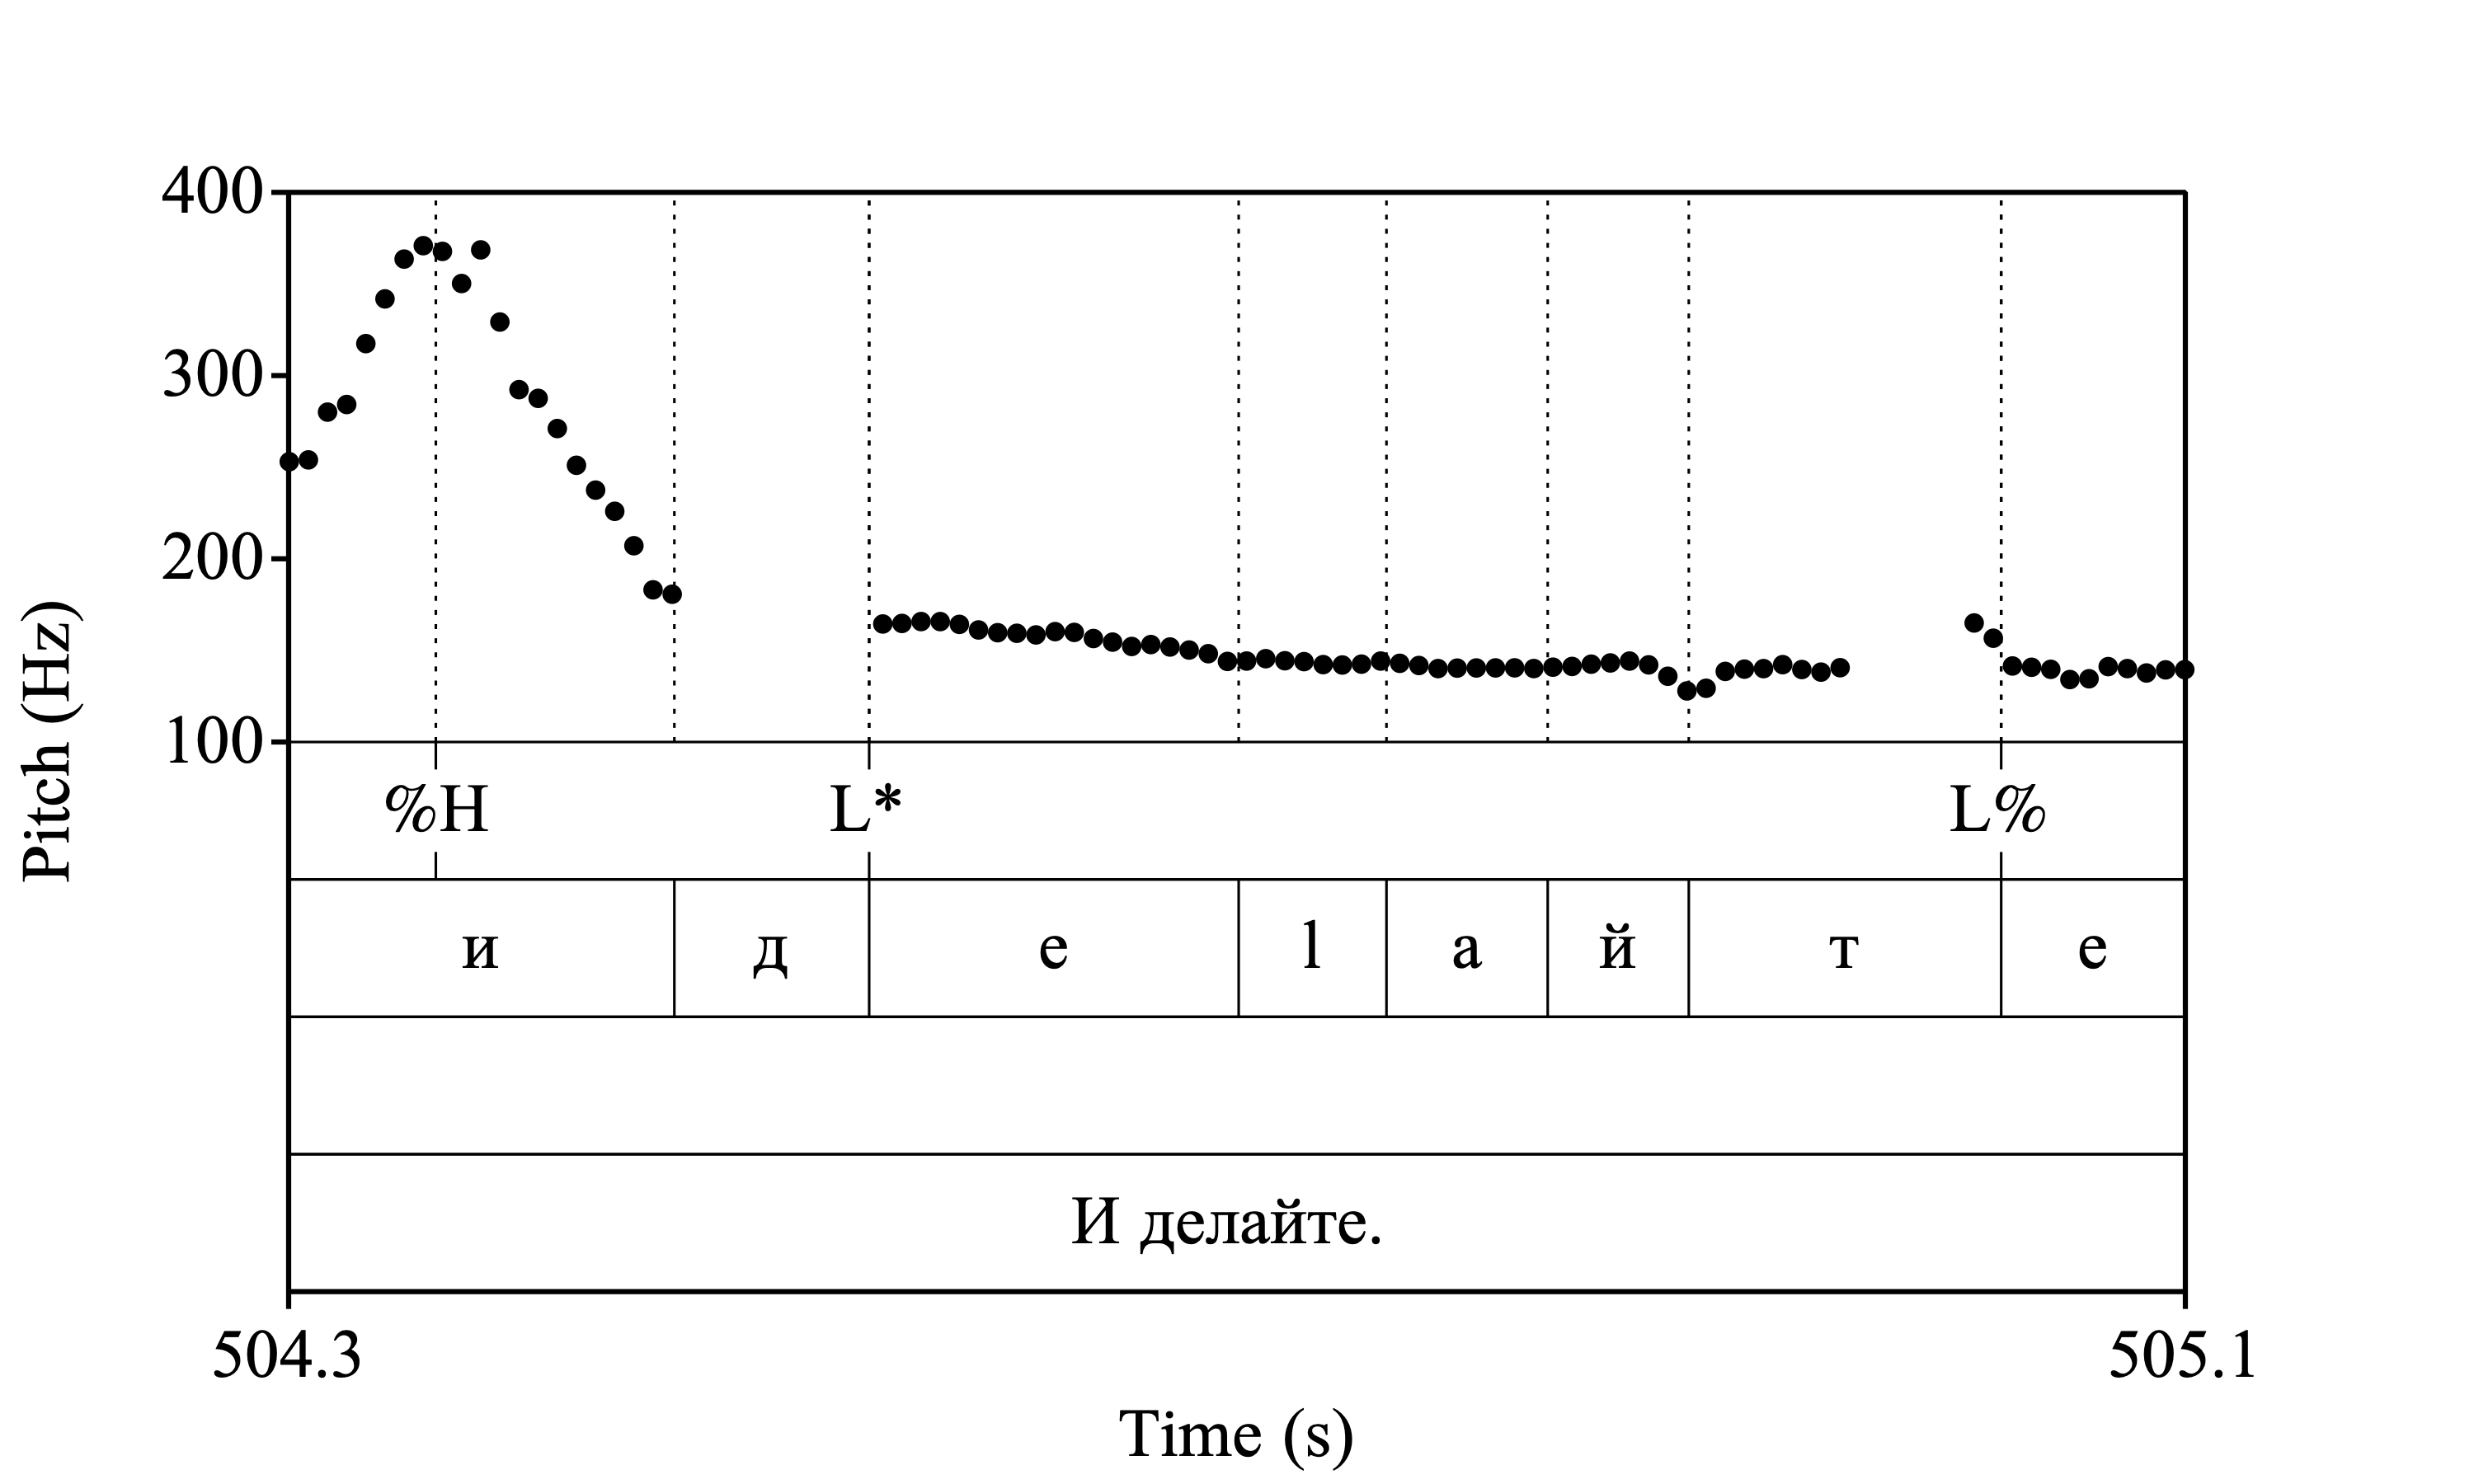 400
300
200
100
Pitch (Hz)
%H L* L%
и д е l а й т е
И делайте.
504.3 505.1
Time (s)